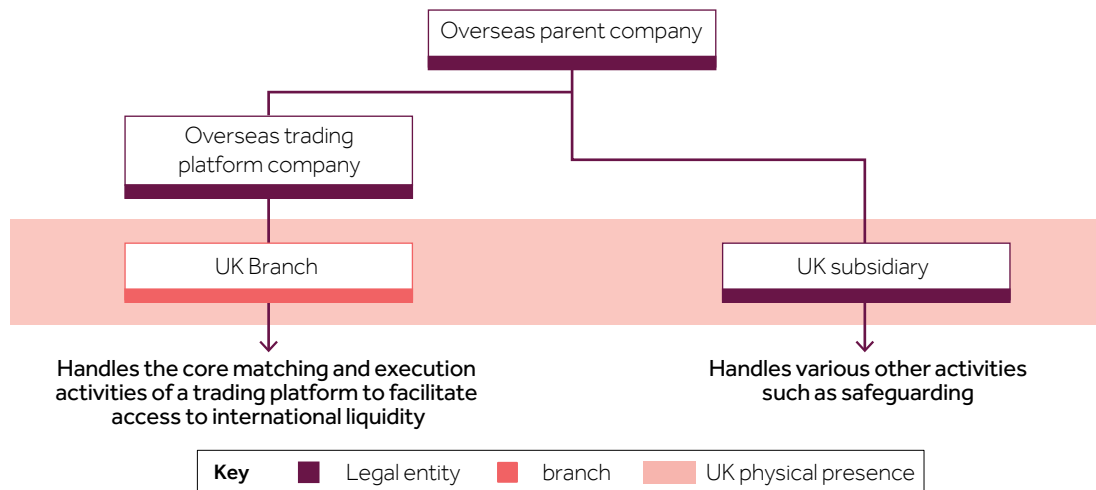 Overseas parent company
Overseas trading
platform company
UK Branch
UK subsidiary
Handles the core matching and execution
activities of a trading platform to facilitate
access to international liquidity
Handles various other activities
such as safeguarding
Key Legal entity branch UK physical presence